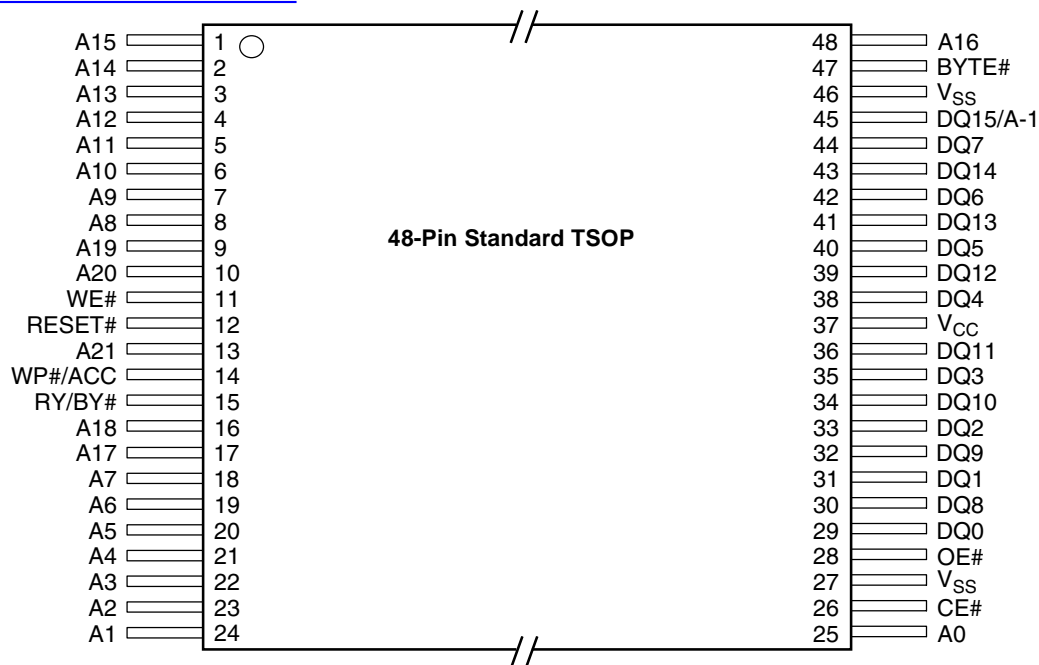 A15 1 48 A16
A14 2 47 BYTE#
A13 3 46 VSS
A12 4 45 DQ15/A-1
A11 5 44 DQ7
A10 6 43 DQ14
A9 7 42 DQ6
A8 8 41 DQ13
48-Pin Standard TSOP
A19 9 40 DQ5
A20 10 39 DQ12
WE# 11 38 DQ4
RESET# 12 37 VCC
A21 13 36 DQ11
WP#/ACC 14 35 DQ3
RY/BY# 15 34 DQ10
A18 16 33 DQ2
A17 17 32 DQ9
A7 18 31 DQ1
A6 19 30 DQ8
A5 20 29 DQ0
A4 21 28 OE#
A3 22 27 VSS
A2 23 26 CE#
A1 24 25 A0